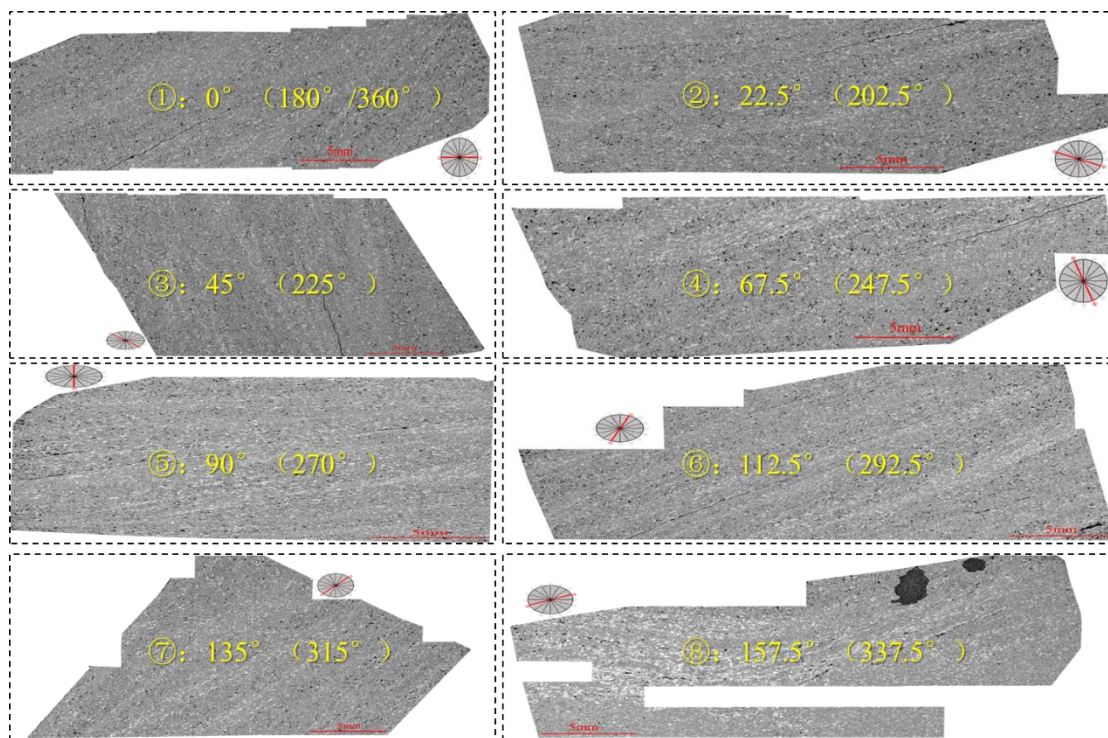 ①：0°（180°/360°）
5mm
②：22.5°（202.5°）
5mm
③：45°（225°）
5mm
④：67.5°（247.5°）
5mm
⑤：90°（270°）
5mm
⑥：112.5°（292.5°）
5mm
⑦：135°（315°）
5mm
⑧：157.5°（337.5°）
5mm